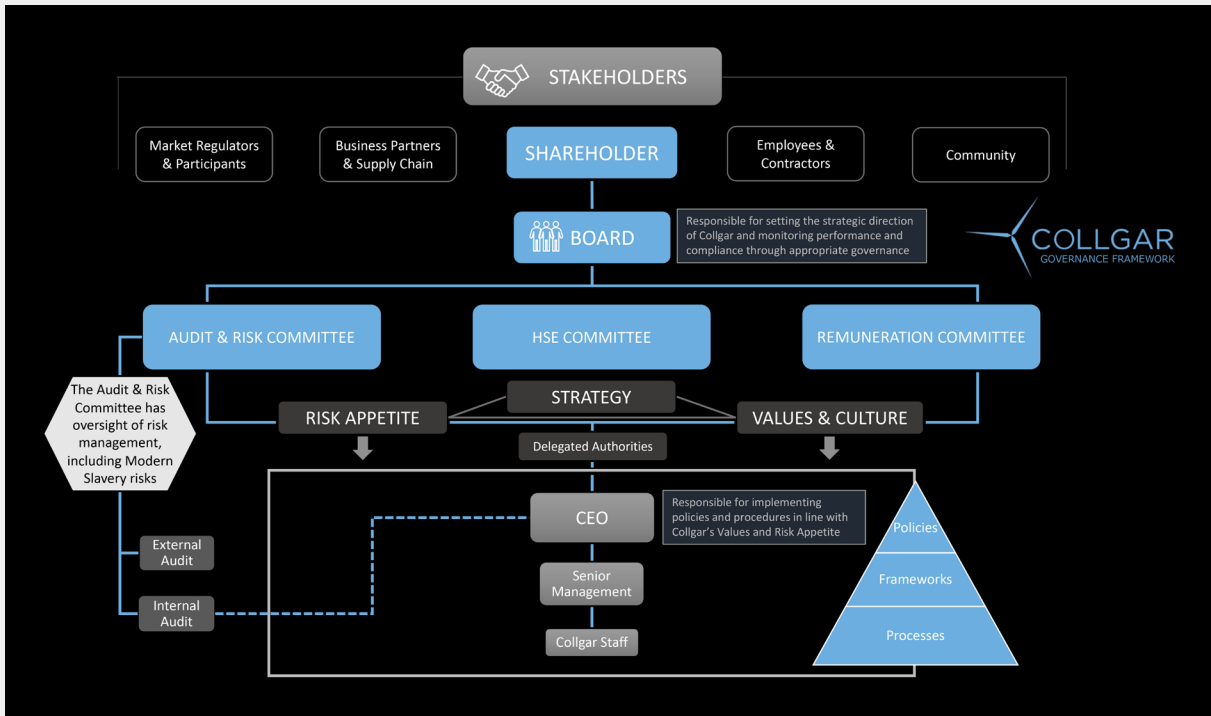 STAKEHOLDERS
Market Regulators
& Participants
Business Partners
& Supply Chain
SHAREHOLDER
Employees &
Contractors
Community
BOARD
Responsible for setting the strategic direction
of Collgar and monitoring performance and
compliance through appropriate governance
COLLGAR
GOVERNANCE FRAMEWORK
AUDIT & RISK COMMITTEE
HSE COMMITTEE
REMUNERATION COMMITTEE
The Audit & Risk
Committee has
oversight of risk
management,
including Modern
Slavery risks
STRATEGY
RISK APPETITE
VALUES & CULTURE
Delegated Authorities
CEO
Responsible for implementing
policies and procedures in line with
Collgar's Values and Risk Appetite
Policies
External
Audit
Senior
Management
Frameworks
Internal
Audit
Collgar Staff
Processes